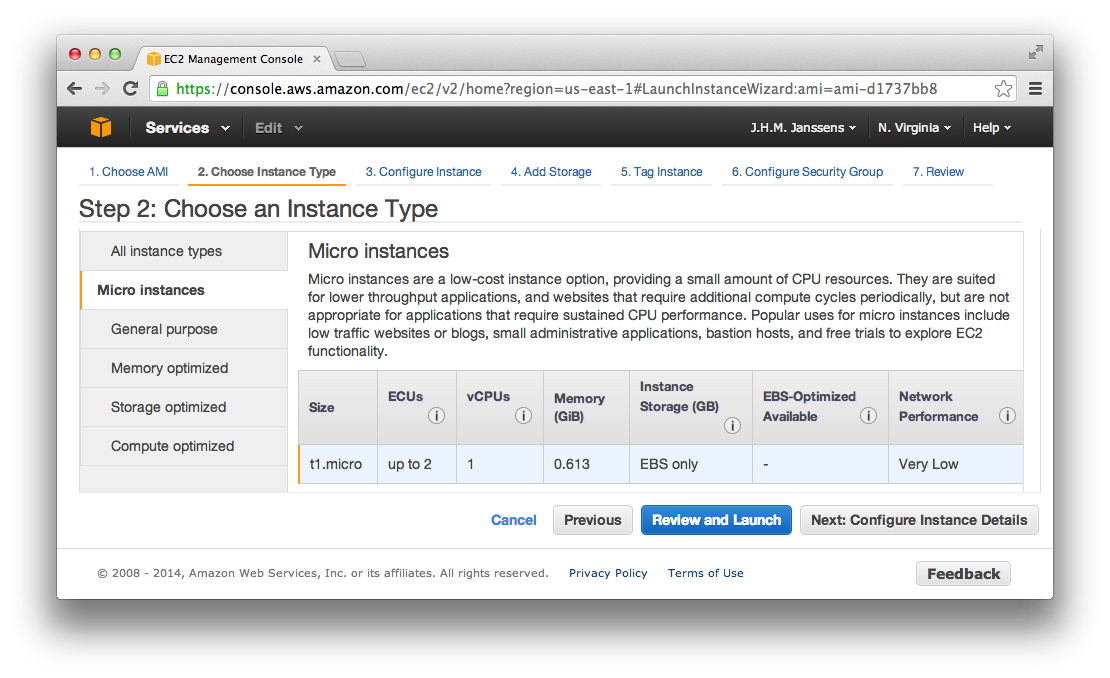 EC2 Management Console
https://console.aws.amazon.com/ec2/v2/home?region=us-east-1#LaunchInstanceWizard:ami=ami-d1737bb8
Services Edit J.H.M. Janssens N. Virginia Help
1. Choose AMI 2. Choose Instance Type 3. Configure Instance 4. Add Storage 5. Tag Instance 6. Configure Security Group 7. Review
Step 2: Choose an Instance Type
All instance types
Micro instances
General purpose
Memory optimized
Storage optimized
Compute optimized
Micro instances
Micro instances are a low-cost instance option, providing a small amount of CPU resources. They are suited
for lower throughput applications, and websites that require additional compute cycles periodically, but are not
appropriate for applications that require sustained CPU performance. Popular uses for micro instances include
low traffic websites or blogs, small administrative applications, bastion hosts, and free trials to explore EC2
functionality.
Size ECUs vCPUs Memory (GiB) Instance Storage (GB) EBS-Optimized Available Network Performance
t1.micro up to 2 1 0.613 EBS only - Very Low
Cancel Previous Review and Launch Next: Configure Instance Details
© 2008 - 2014, Amazon Web Services, Inc. or its affiliates. All rights reserved. Privacy Policy Terms of Use Feedback